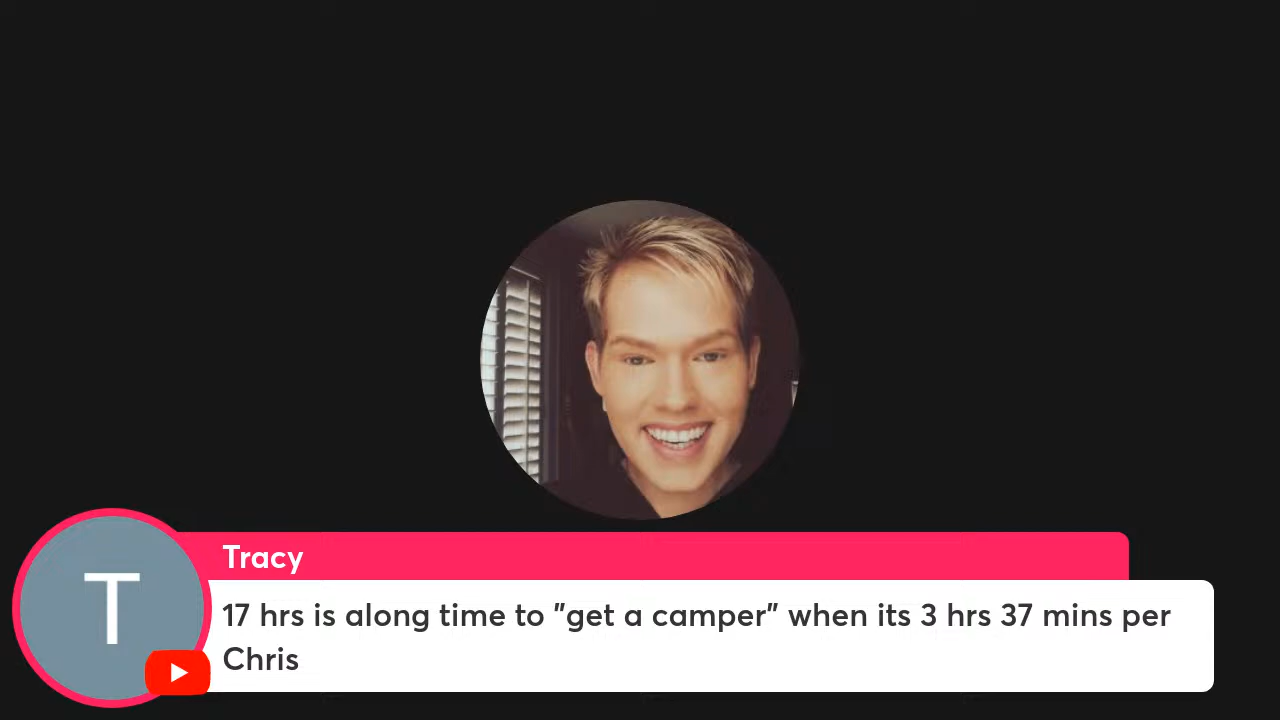 T
Tracy
17 hrs is along time to "get a camper" when its 3 hrs 37 mins per
Chris